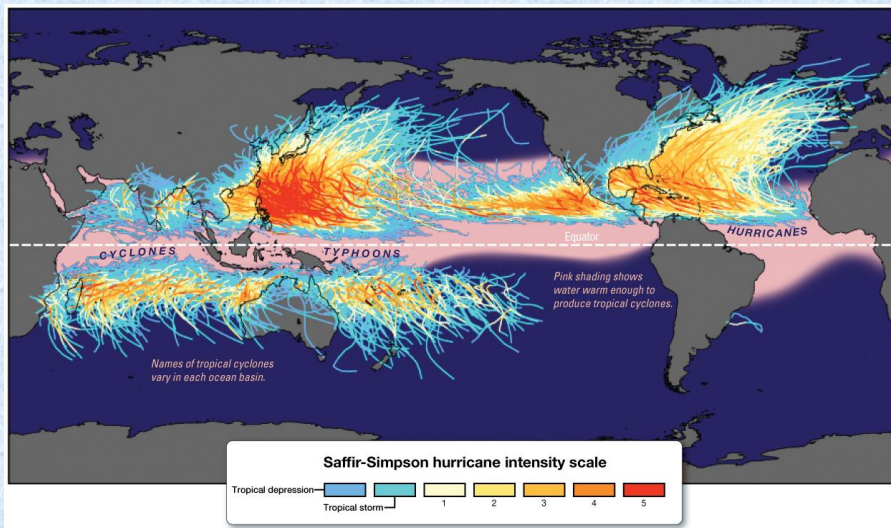 Equator
HURRICANES
CYCLONES
TYPHOONS
Pink shading shows
water warm enough to
produce tropical cyclones.
Names of tropical cyclones
vary in each ocean basin.
Saffir-Simpson hurricane intensity scale
Tropical depression
Tropical storm
1 2 3 4 5